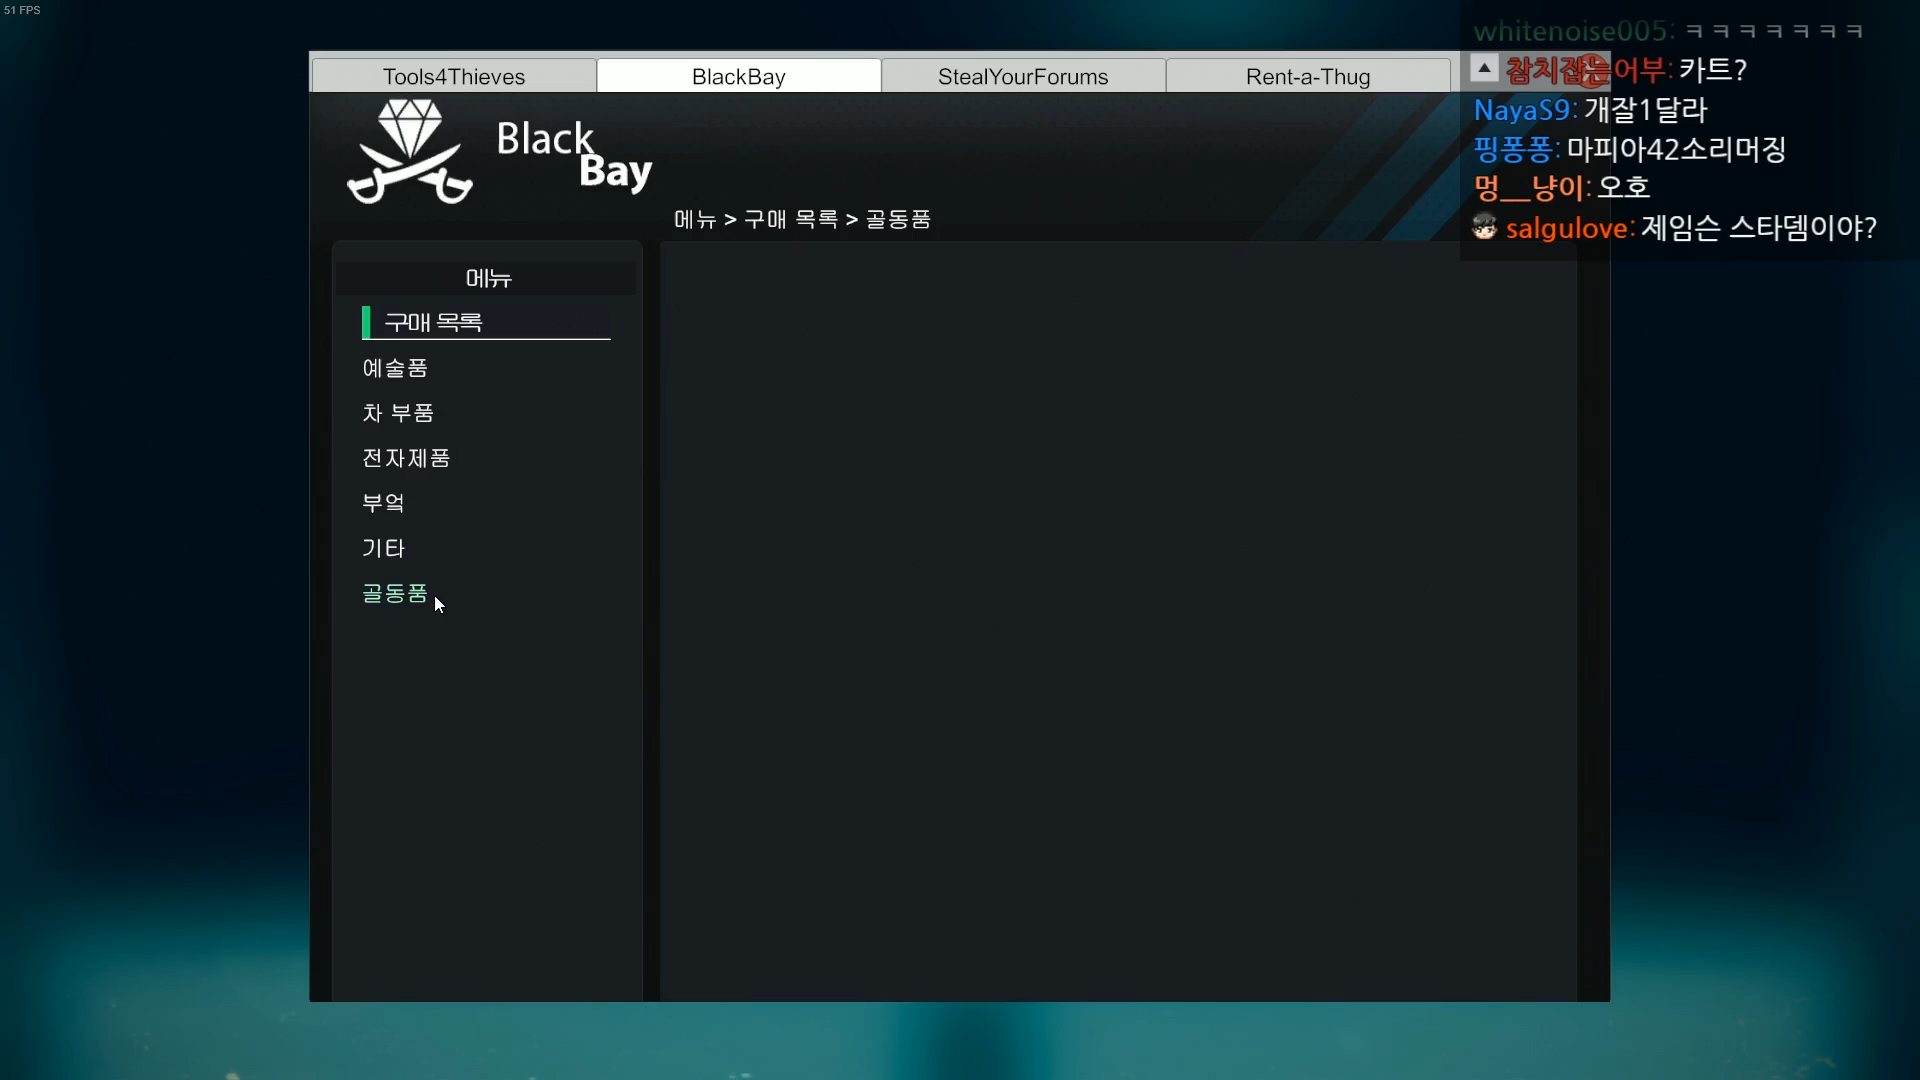 51 FPS
Tools4Thieves
BlackBay
StealYourForums
Rent-a-Thug
Black
Bay
메뉴 > 구매 목록 > 골동품
메뉴
구매 목록
예술품
차 부품
전자제품
부엌
기타
골동품
whitenoise005: ㅋㅋㅋㅋㅋㅋㅋ
참치잡는어부: 카트?
NayaS9: 개잘1달라
핑퐁퐁: 마피아42소리머징
멍__냥이: 오호
salgulove: 제임슨 스타뎀이야?